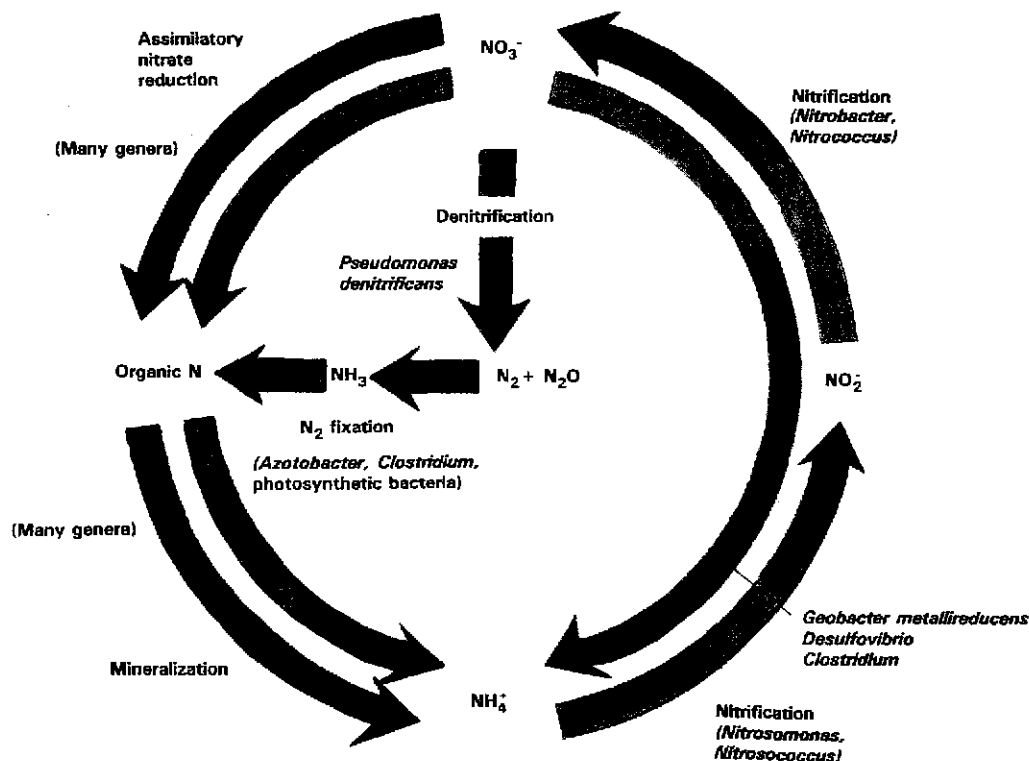 Assimilatory
nitrate
reduction
NO₃⁻
Nitrification
(Nitrobacter,
Nitrococcus)
(Many genera)
Denitrification
Pseudomonas
denitrificans
Organic N
NH₃
N₂ + N₂O
NO₂⁻
N₂ fixation
(Azotobacter, Clostridium,
photosynthetic bacteria)
(Many genera)
Geobacter metallireducens
Desulfovibrio
Clostridium
Mineralization
NH₄⁺
Nitrification
(Nitrosomonas,
Nitrosococcus)